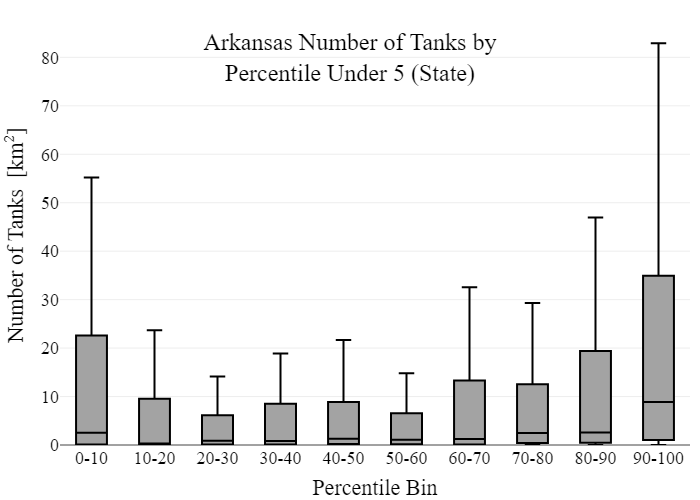 Arkansas Number of Tanks by
Percentile Under 5 (State)
Number of Tanks [km²]
80
70
60
50
40
30
20
10
0
0-10 10-20 20-30 30-40 40-50 50-60 60-70 70-80 80-90 90-100
Percentile Bin